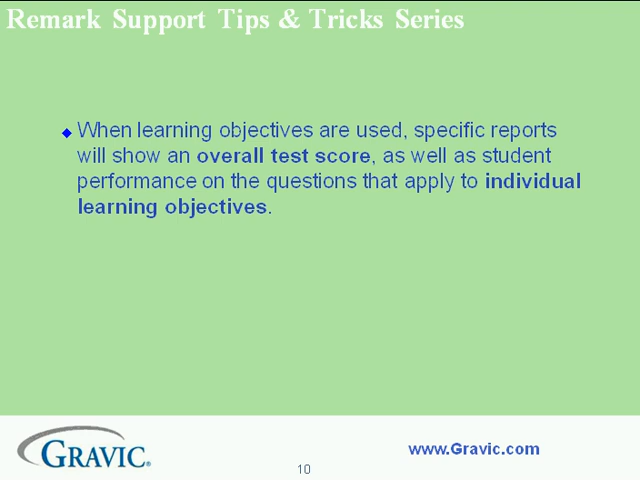 Remark Support Tips & Tricks Series
When learning objectives are used, specific reports
will show an overall test score, as well as student
performance on the questions that apply to individual
learning objectives.
GRAVIC®
www.Gravic.com
10